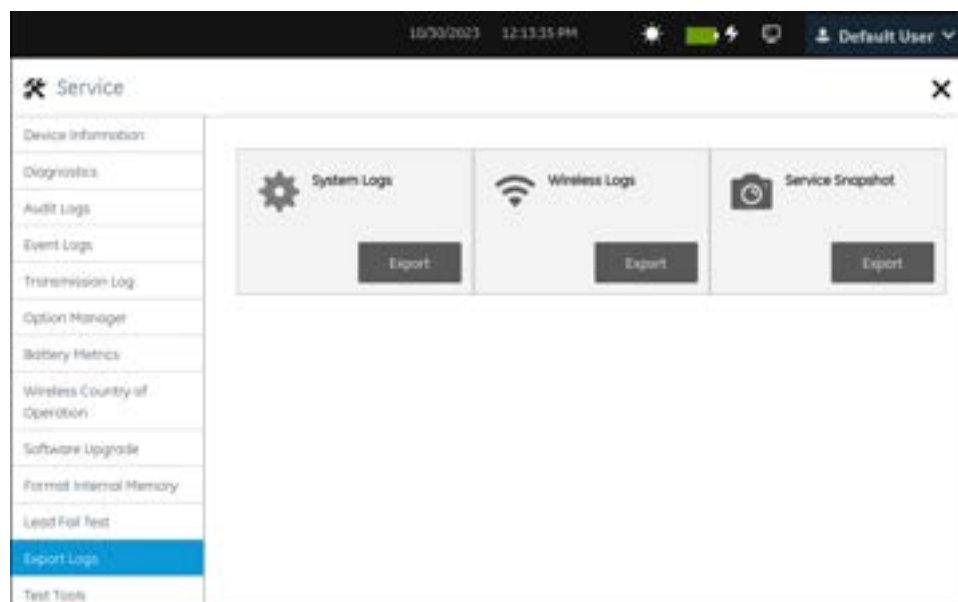 10/30/2023 12:13:35 PM Default User
Service
Device Information
Diagnostics
Audit Logs
Event Logs
Transmission Log
Option Manager
Battery Metrics
Wireless Country of
Operation
Software Upgrade
Format Internal Memory
Lead Fail Test
Export Logs
Test Tools
System Logs
Export
Wireless Logs
Export
Service Snapshot
Export